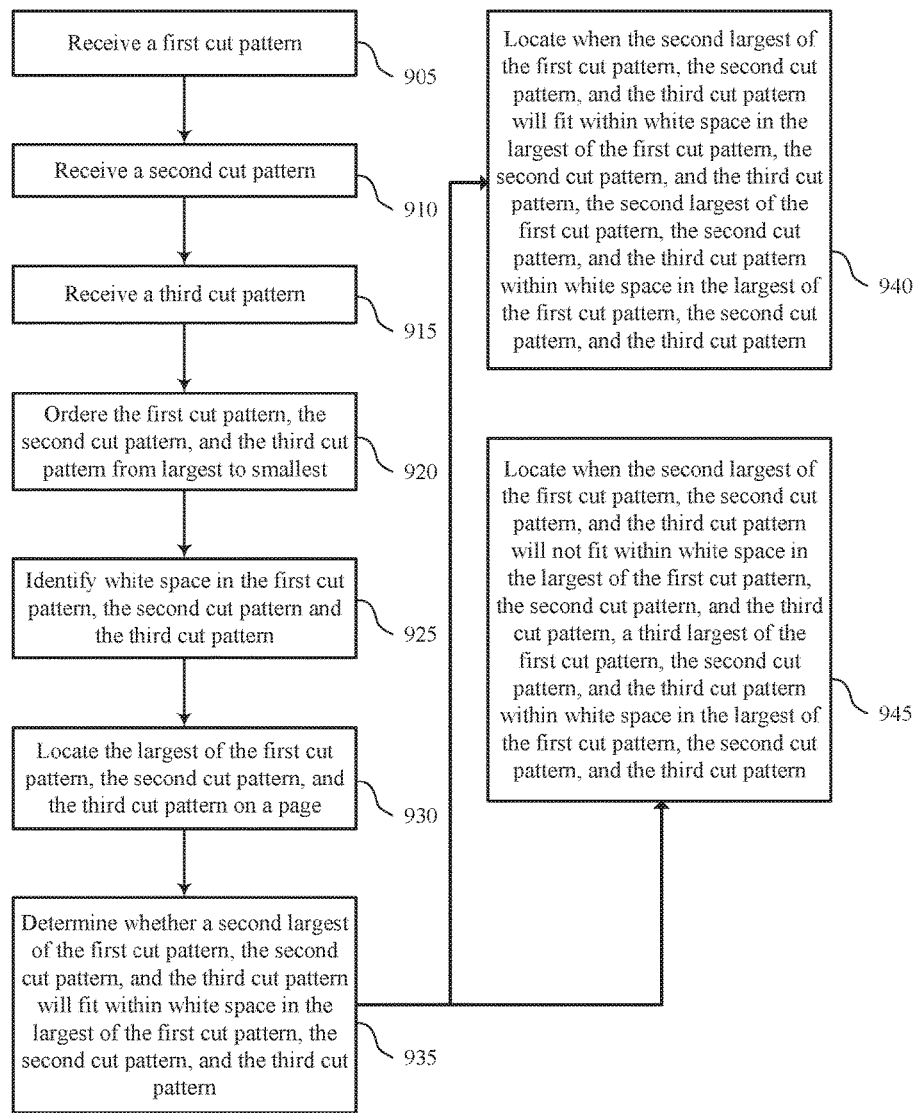 Receive a first cut pattern
905
Receive a second cut pattern
910
Receive a third cut pattern
915
Ordere the first cut pattern, the
second cut pattern, and the third cut
pattern from largest to smallest
920
Identify white space in the first cut
pattern, the second cut pattern and
the third cut pattern
925
Locate the largest of the first cut
pattern, the second cut pattern, and
the third cut pattern on a page
930
Determine whether a second largest
of the first cut pattern, the second
cut pattern, and the third cut pattern
will fit within white space in the
largest of the first cut pattern, the
second cut pattern, and the third cut
pattern
935
Locate when the second largest of
the first cut pattern, the second cut
pattern, and the third cut pattern
will fit within white space in the
largest of the first cut pattern, the
second cut pattern, and the third cut
pattern, the second largest of the
first cut pattern, the second cut
pattern, and the third cut pattern
within white space in the largest of
the first cut pattern, the second cut
pattern, and the third cut pattern
940
Locate when the second largest of
the first cut pattern, the second cut
pattern, and the third cut pattern
will not fit within white space in
the largest of the first cut pattern,
the second cut pattern, and the third
cut pattern, a third largest of the
first cut pattern, the second cut
pattern, and the third cut pattern
within white space in the largest of
the first cut pattern, the second cut
pattern, and the third cut pattern
945